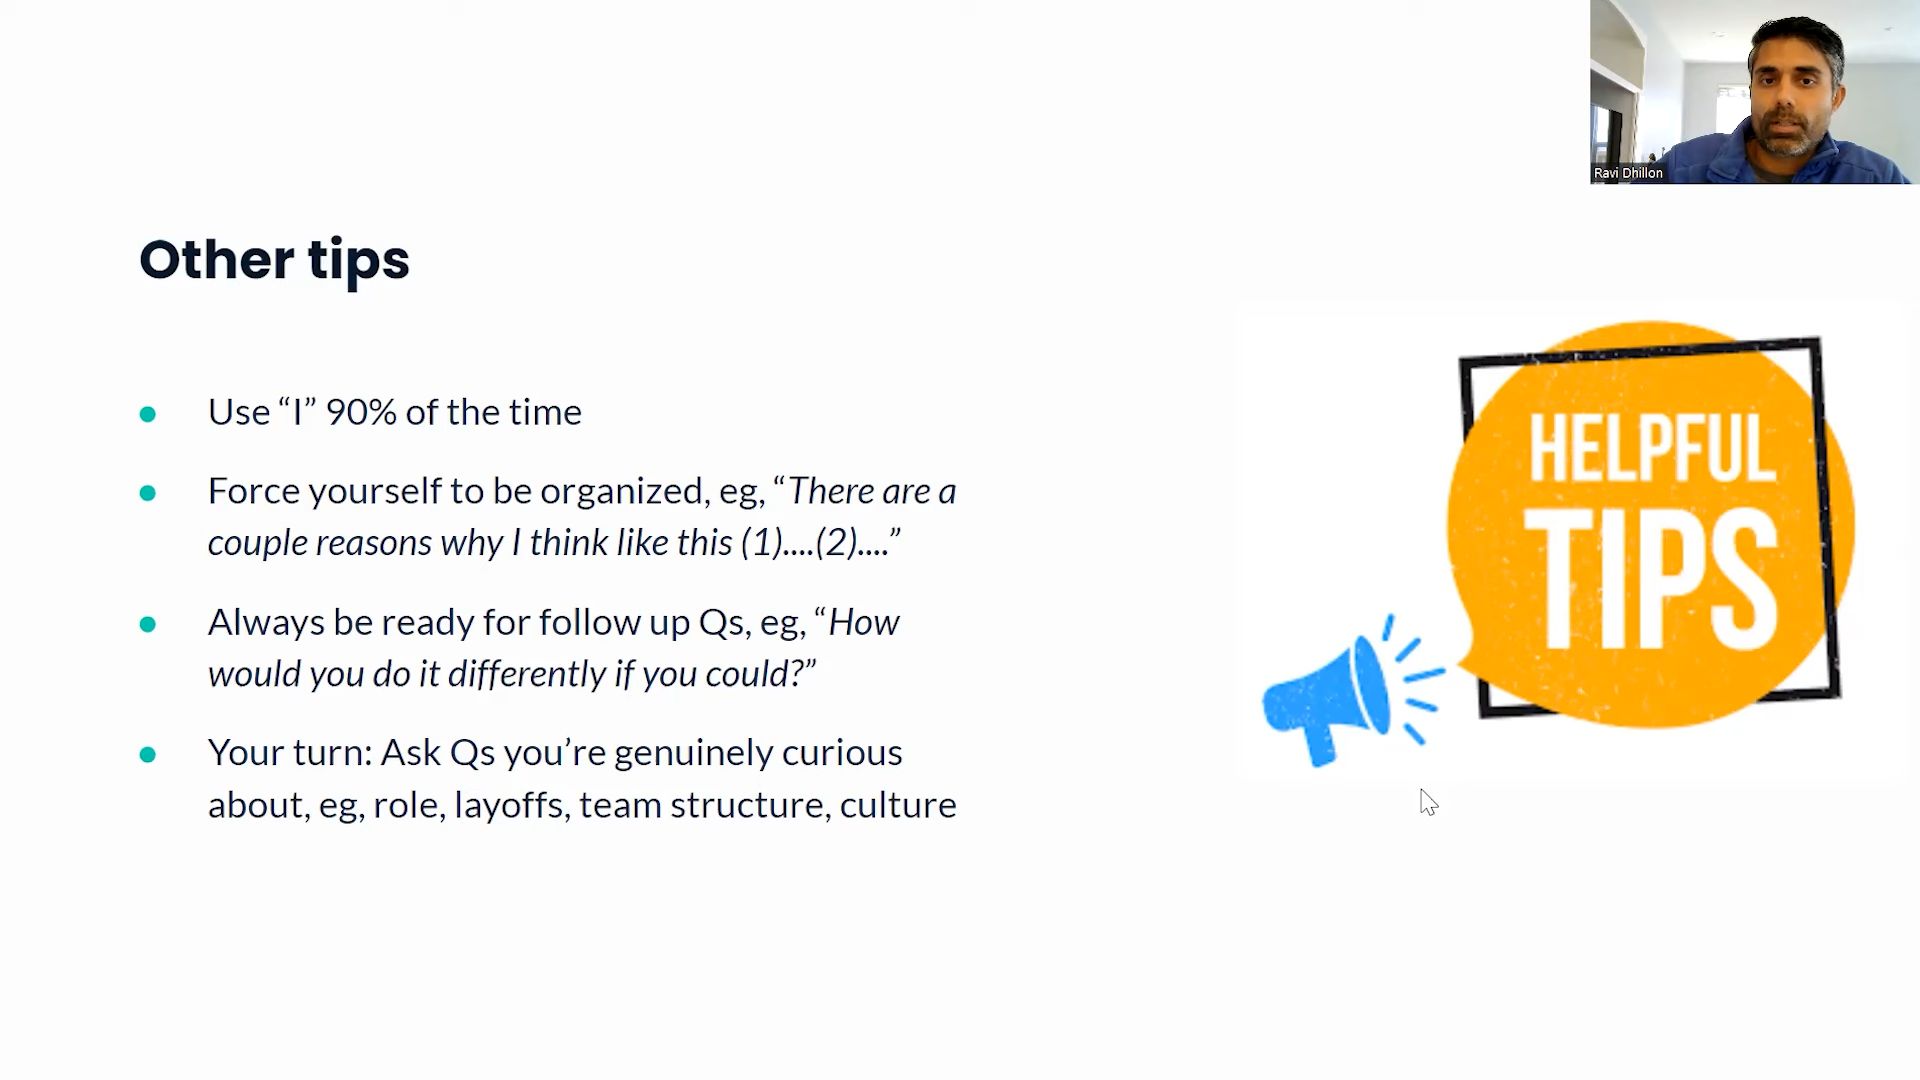 Ravi Dhillon
Other tips
Use “I” 90% of the time
Force yourself to be organized, eg, “There are a
couple reasons why I think like this (1)....(2)....”
Always be ready for follow up Qs, eg, “How
would you do it differently if you could?”
Your turn: Ask Qs you’re genuinely curious
about, eg, role, layoffs, team structure, culture
HELPFUL
TIPS